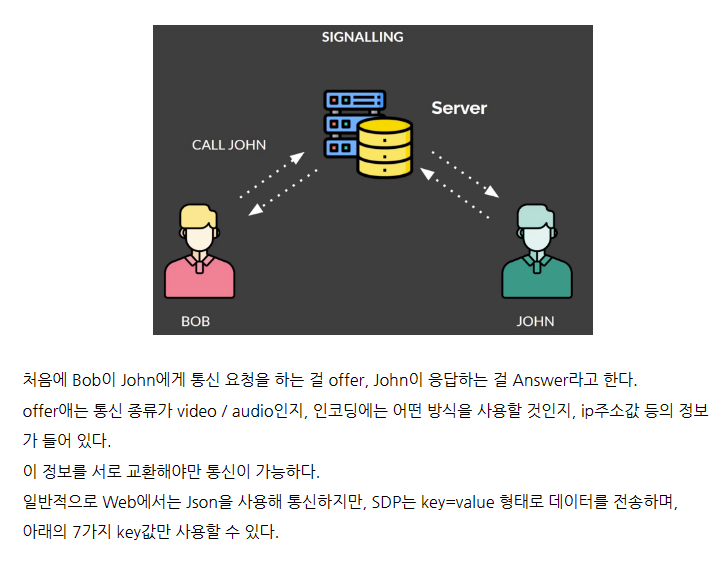 SIGNALLING
Server
CALL JOHN
BOB
JOHN
처음에 Bob이 John에게 통신 요청을 하는 걸 offer, John이 응답하는 걸 Answer라고 한다.
offer애는 통신 종류가 video / audio인지, 인코딩에는 어떤 방식을 사용할 것인지, ip주소값 등의 정보
가 들어 있다.
이 정보를 서로 교환해야만 통신이 가능하다.
일반적으로 Web에서는 Json을 사용해 통신하지만, SDP는 key=value 형태로 데이터를 전송하며,
아래의 7가지 key값만 사용할 수 있다.